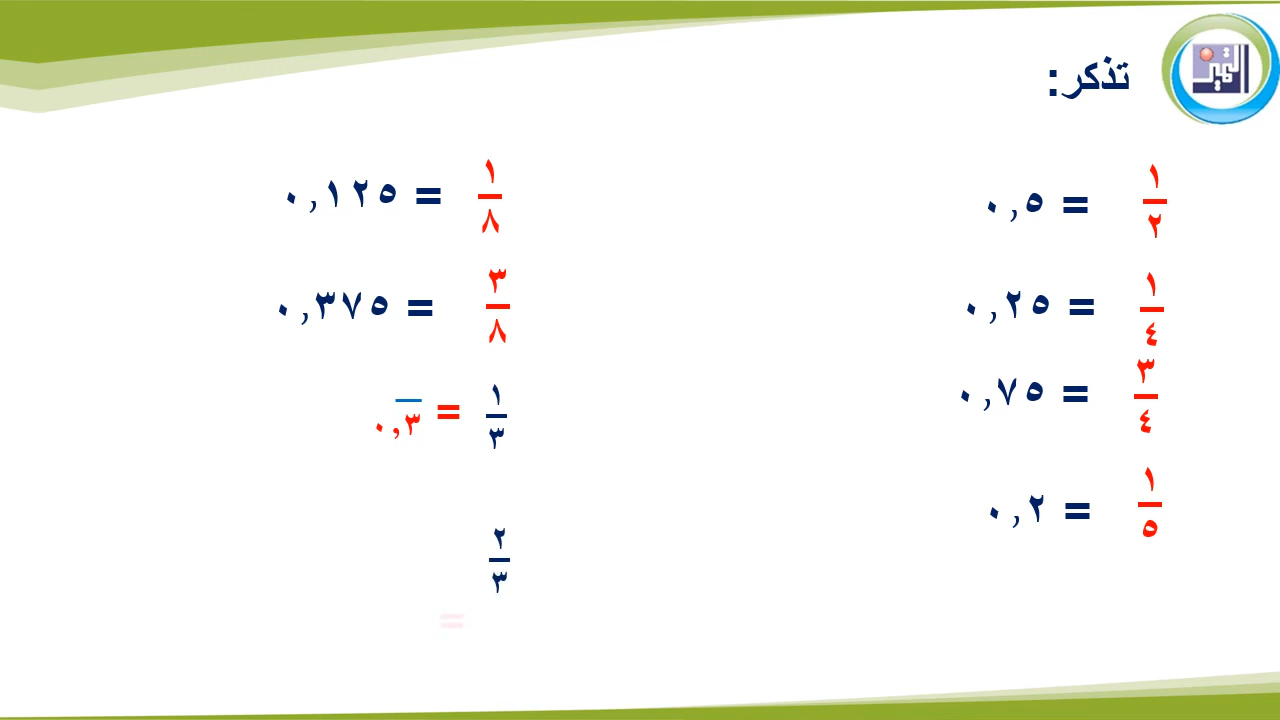 التميز
تذكر:
١/٢ = ٠,٥
١/٤ = ٠,٢٥
٣/٤ = ٠,٧٥
١/٥ = ٠,٢
١/٨ = ٠,١٢٥
٣/٨ = ٠,٣٧٥
١/٣ = ٠,٣̅
٢/٣ =